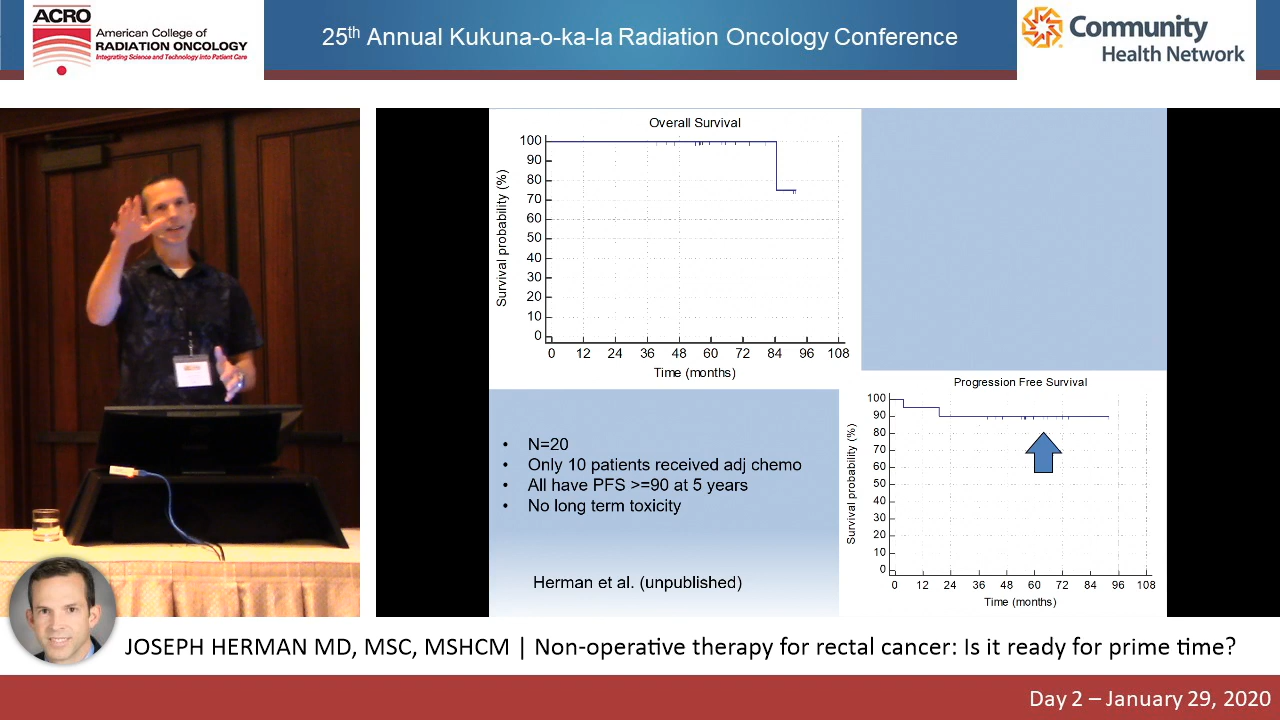 ACRO
American College of
RADIATION ONCOLOGY
Integrating Science and Technology Into Patient Care
25th Annual Kukuna-o-ka-la Radiation Oncology Conference
Community
Health Network
Overall Survival
Survival probability (%)
100
90
80
70
60
50
40
30
20
10
0
0 12 24 36 48 60 72 84 96 108
Time (months)
• N=20
• Only 10 patients received adj chemo
• All have PFS >=90 at 5 years
• No long term toxicity
Herman et al. (unpublished)
Progression Free Survival
Survival probability (%)
100
90
80
70
60
50
40
30
20
10
0
0 12 24 36 48 60 72 84 96 108
Time (months)
JOSEPH HERMAN MD, MSC, MSHCM | Non-operative therapy for rectal cancer: Is it ready for prime time?
Day 2 – January 29, 2020